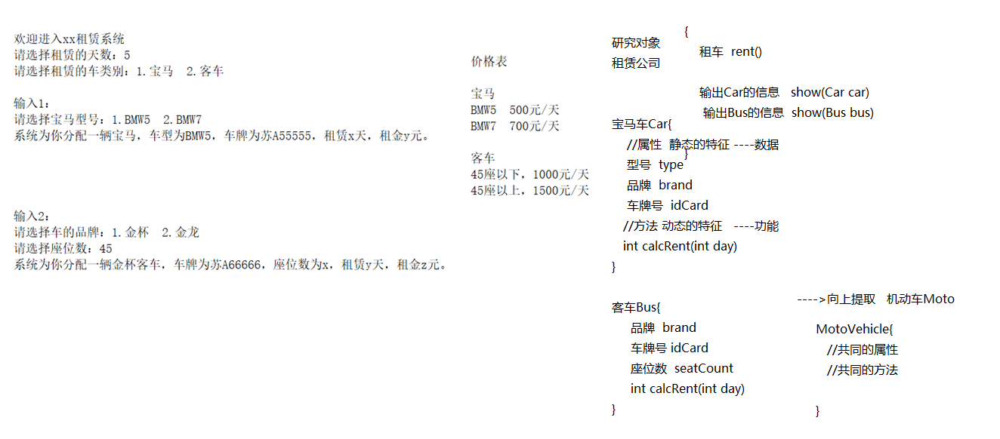 欢迎进入xx租赁系统
请选择租赁的天数：5
请选择租赁的车类别：1.宝马  2.客车
输入1：
请选择宝马型号：1.BMW5  2.BMW7
系统为你分配一辆宝马，车型为BMW5，车牌为苏A55555，租赁x天，租金y元。
输入2：
请选择车的品牌：1.金杯  2.金龙
请选择座位数：45
系统为你分配一辆金杯客车，车牌为苏A66666，座位数为x，租赁y天，租金z元。
价格表
宝马
BMW5  500元/天
BMW7  700元/天
客车
45座以下，1000元/天
45座以上，1500元/天
研究对象
租赁公司
{
租车  rent()
输出Car的信息  show(Car car)
输出Bus的信息  show(Bus bus)
}
宝马车Car{
//属性  静态的特征 ----数据
型号  type
品牌  brand
车牌号  idCard
//方法 动态的特征  ----功能
int calcRent(int day)
}
客车Bus{
品牌  brand
车牌号 idCard
座位数  seatCount
int calcRent(int day)
}
---->向上提取  机动车Moto
MotoVehicle{
//共同的属性
//共同的方法
}